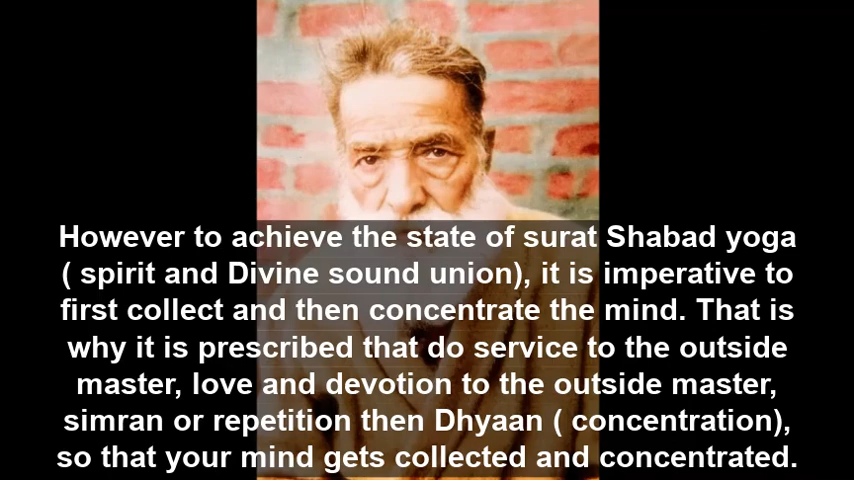 However to achieve the state of surat Shabad yoga
( spirit and Divine sound union), it is imperative to
first collect and then concentrate the mind. That is
why it is prescribed that do service to the outside
master, love and devotion to the outside master,
simran or repetition then Dhyaan ( concentration),
so that your mind gets collected and concentrated.